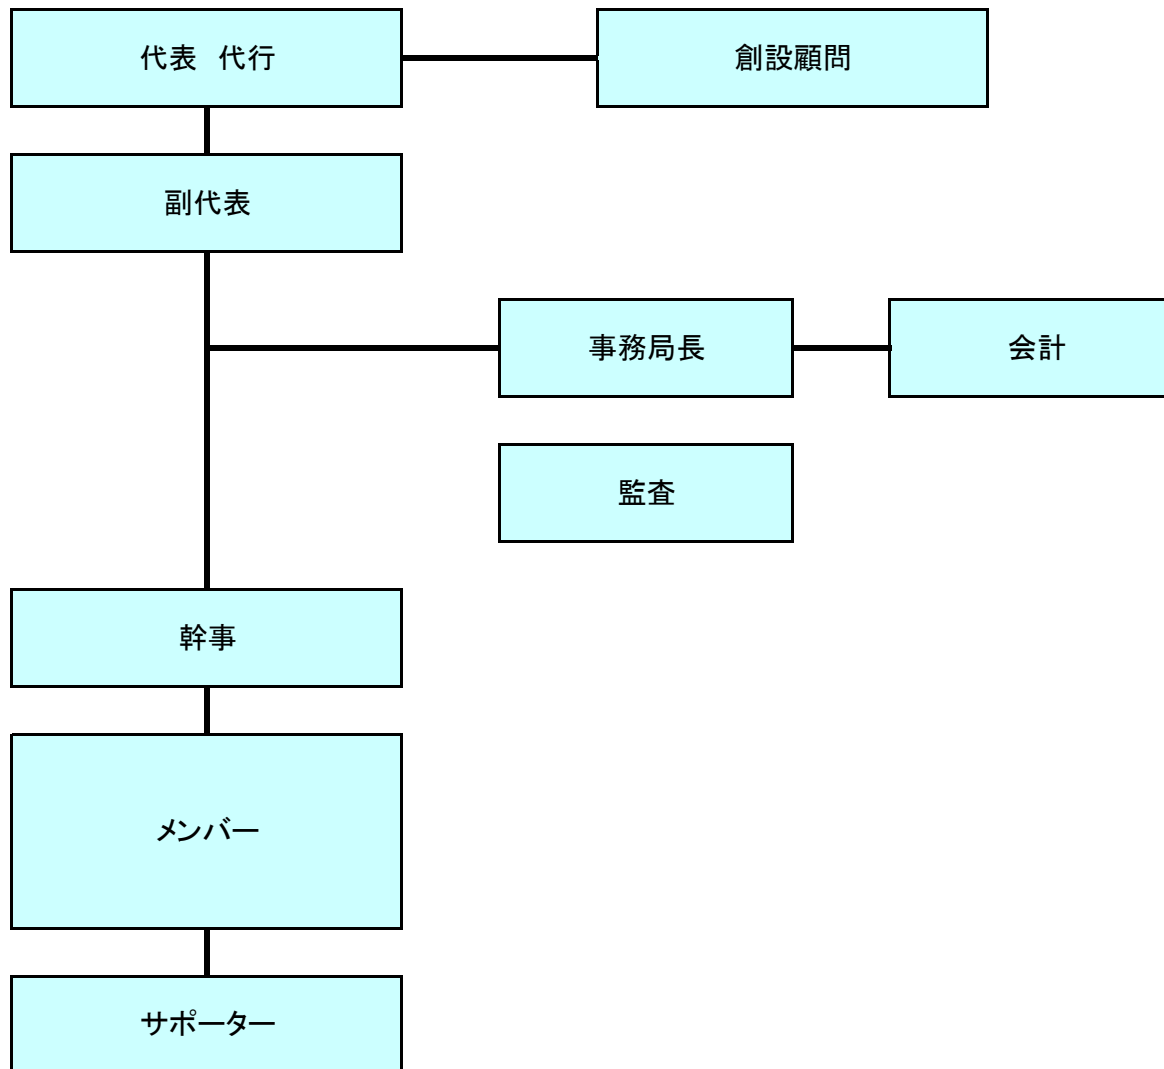 代表　代行
創設顧問
副代表
事務局長
会計
監査
幹事
メンバー
サポーター